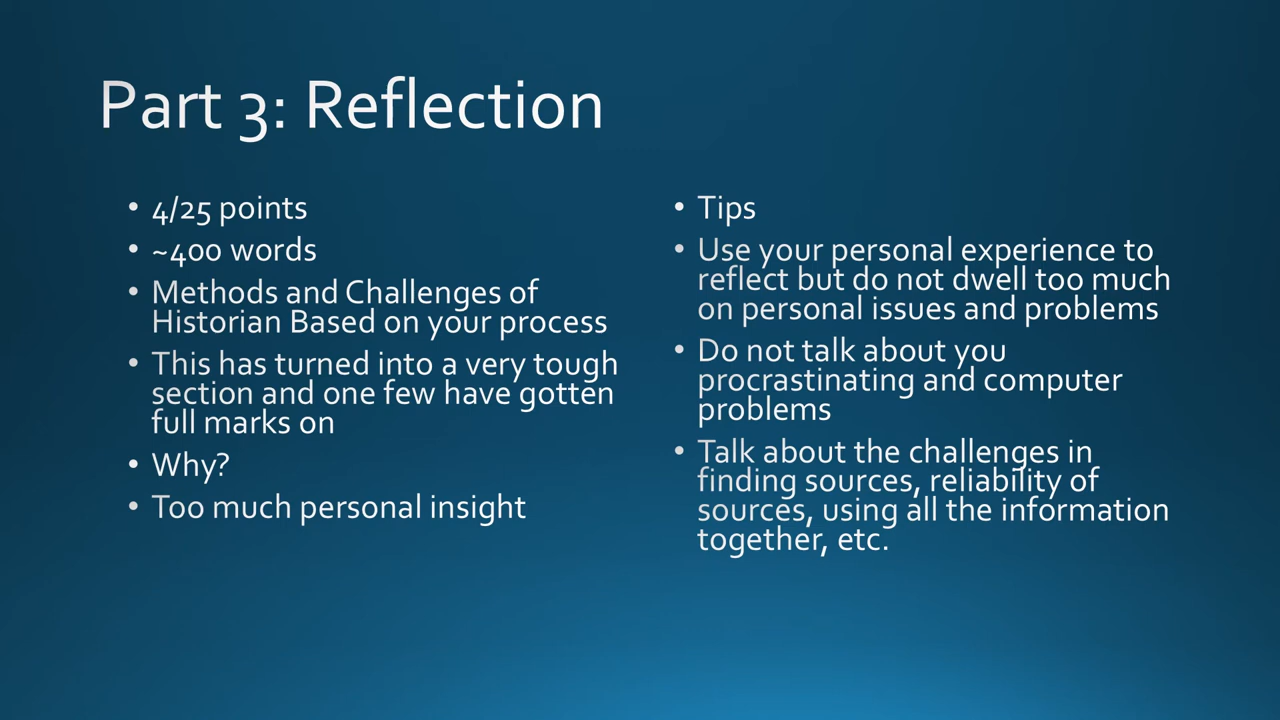 Part 3: Reflection
• 4/25 points
• ~400 words
• Methods and Challenges of
Historian Based on your process
• This has turned into a very tough
section and one few have gotten
full marks on
• Why?
• Too much personal insight
• Tips
• Use your personal experience to
reflect but do not dwell too much
on personal issues and problems
• Do not talk about you
procrastinating and computer
problems
• Talk about the challenges in
finding sources, reliability of
sources, using all the information
together, etc.